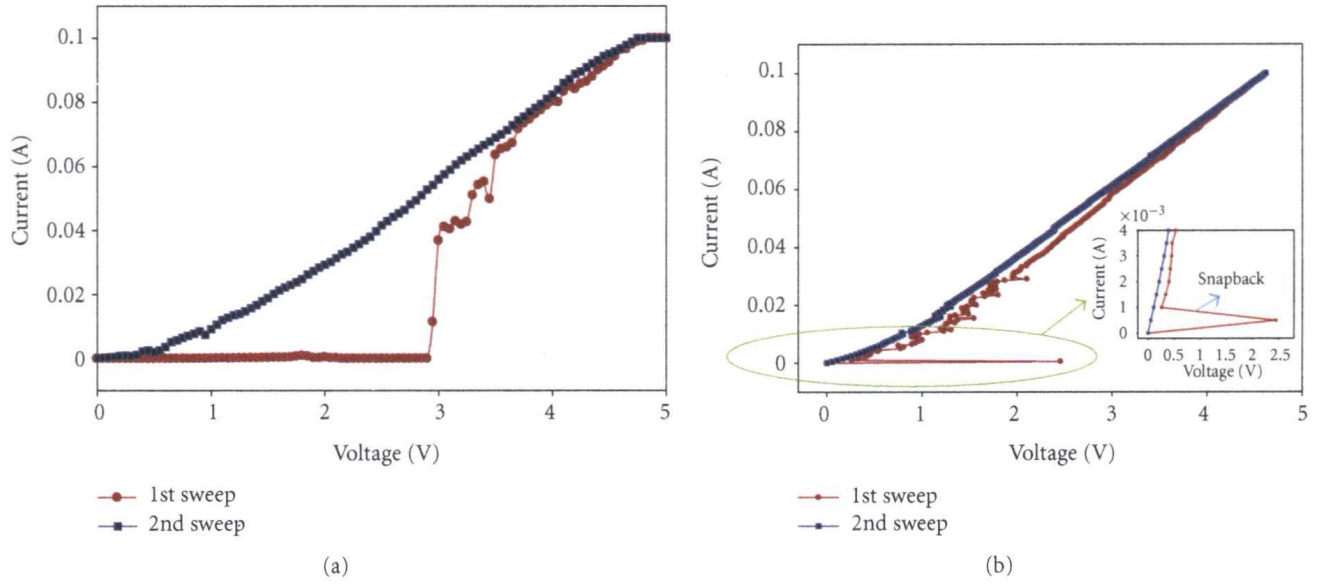 0.1
0.08
0.06
0.04
0.02
0
Current (A)
0 1 2 3 4 5
Voltage (V)
1st sweep
2nd sweep
(a)
0.1
0.08
0.06
0.04
0.02
0
Current (A)
0 1 2 3 4 5
Voltage (V)
×10⁻³
4
3
2
1
0
Current (A)
Snapback
0 0.5 1 1.5 2 2.5
Voltage (V)
1st sweep
2nd sweep
(b)